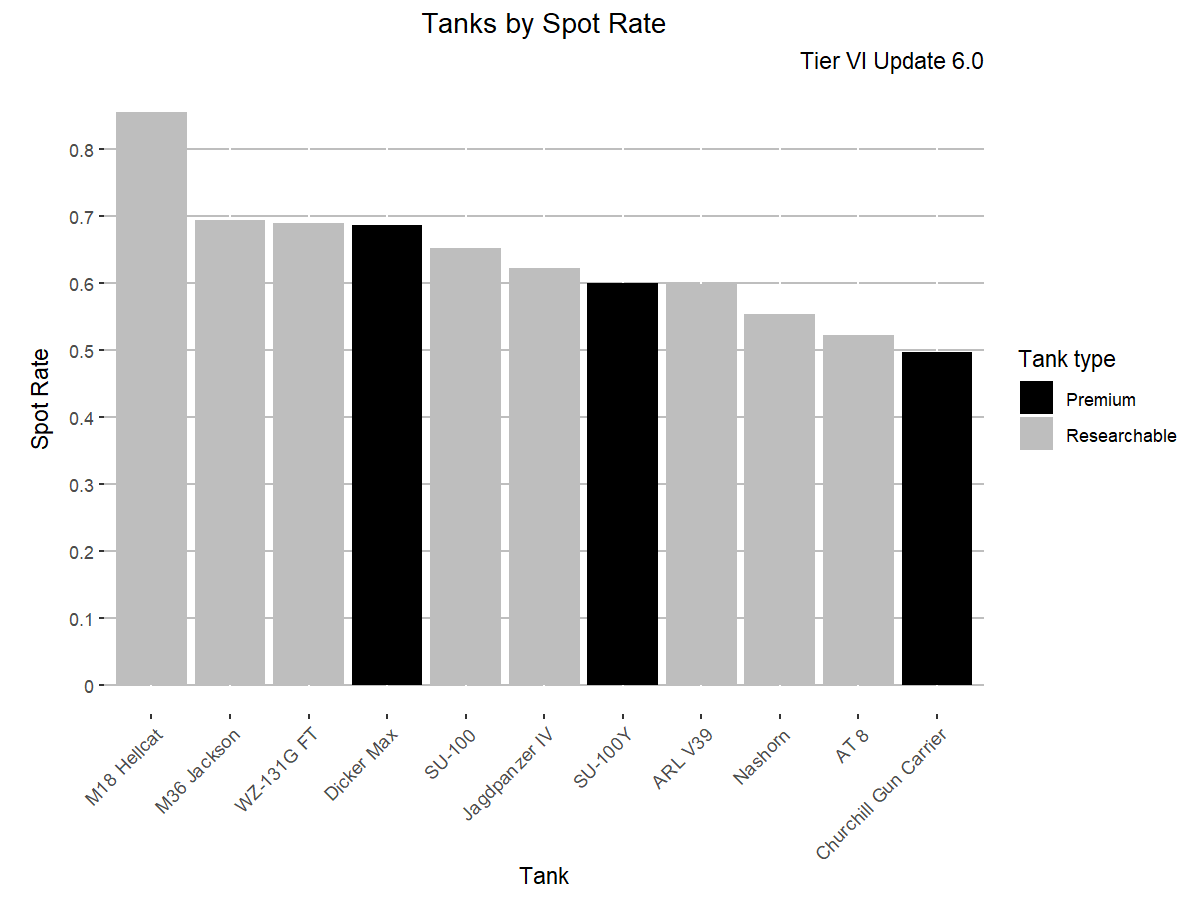 Tanks by Spot Rate
Tier VI Update 6.0
Spot Rate
0.8
0.7
0.6
0.5
0.4
0.3
0.2
0.1
0
M18 Hellcat
M36 Jackson
WZ-131G FT
Dicker Max
SU-100
Jagdpanzer IV
SU-100Y
ARL V39
Nashorn
AT 8
Churchill Gun Carrier
Tank
Tank type
Premium
Researchable